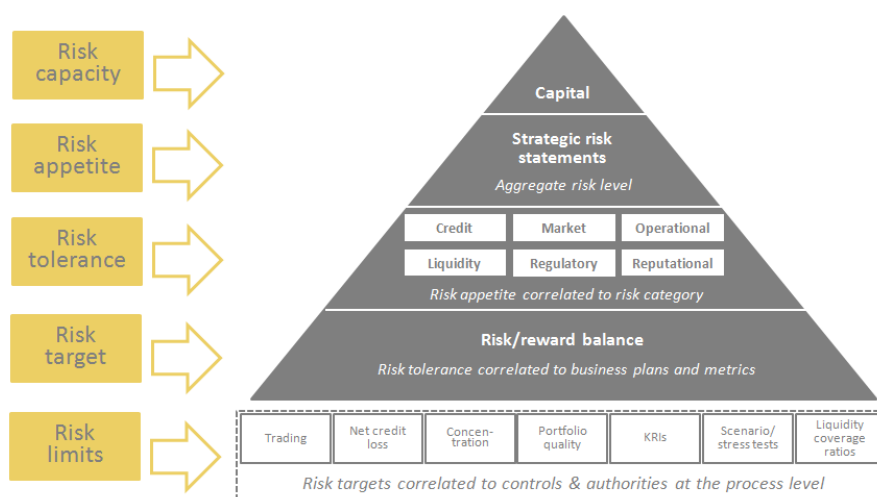 Risk
capacity
Capital
Risk
appetite
Strategic risk
statements
Aggregate risk level
Risk
tolerance
Credit
Market
Operational
Liquidity
Regulatory
Reputational
Risk appetite correlated to risk category
Risk
target
Risk/reward balance
Risk tolerance correlated to business plans and metrics
Risk
limits
Trading
Net credit
loss
Concen-
tration
Portfolio
quality
KRIs
Scenario/
stress tests
Liquidity
coverage
ratios
Risk targets correlated to controls & authorities at the process level